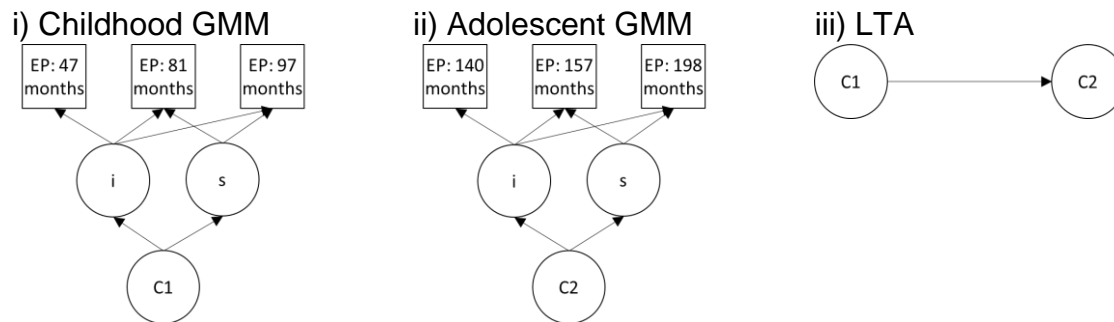 i) Childhood GMM
EP: 47
months
EP: 81
months
EP: 97
months
i
s
C1
ii) Adolescent GMM
EP: 140
months
EP: 157
months
EP: 198
months
i
s
C2
iii) LTA
C1
C2